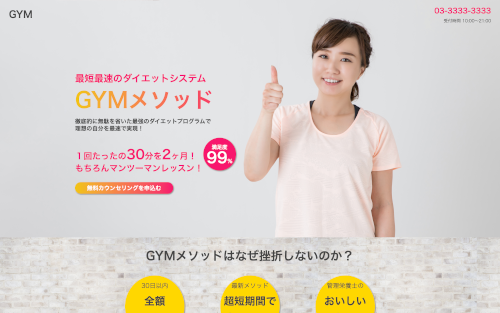 GYM
03-3333-3333
受付時間 10:00〜21:00
最短最速のダイエットシステム
GYMメソッド
徹底的に無駄を省いた最強のダイエットプログラムで
理想の自分を最速で実現！
1回たったの30分を2ヶ月！
もちろんマンツーマンレッスン！
満足度
99%
無料カウンセリングを申込む
GYMメソッドはなぜ挫折しないのか？
30日以内
全額
最新メソッド
超短期間で
管理栄養士の
おいしい